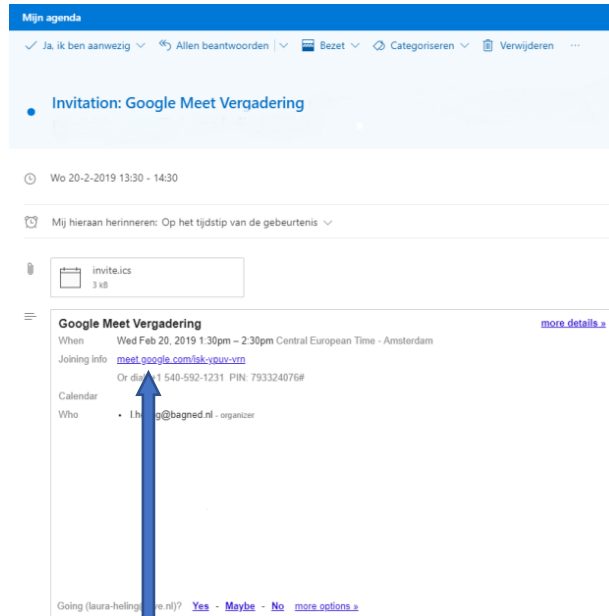 Mijn agenda
Ja, ik ben aanwezig Allen beantwoorden Bezet Categoriseren Verwijderen ...
Invitation: Google Meet Vergadering
Wo 20-2-2019 13:30 - 14:30
Mij hieraan herinneren: Op het tijdstip van de gebeurtenis
invite.ics
3 kB
Google Meet Vergadering more details »
When Wed Feb 20, 2019 1:30pm – 2:30pm Central European Time - Amsterdam
Joining info meet.google.com/isk-ypuv-vrn
Or 1 540-592-1231 PIN: 793324076#
Calendar
Who • - organizer
Going Yes - Maybe - No more options »